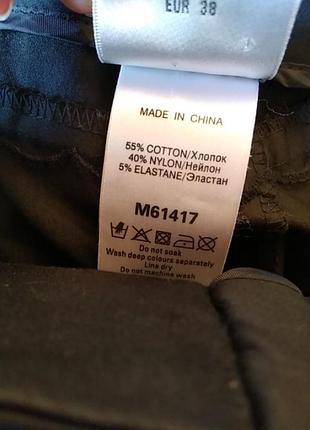 EUR 38
MADE IN CHINA
55% COTTON/Хлопок
40% NYLON/Нейлон
5% ELASTANE/Эластан
M61417
Do not soak
Wash deep colours separately
Line dry
Do not machine wash